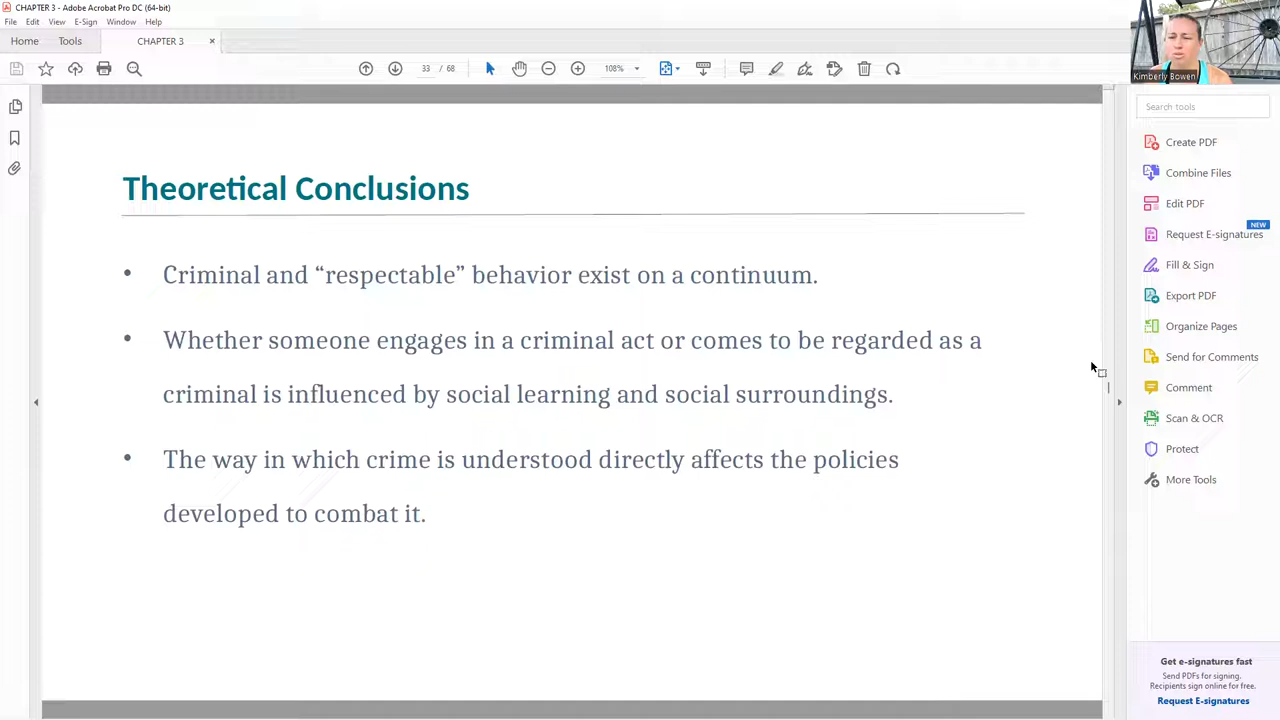 CHAPTER 3 - Adobe Acrobat Pro DC (64-bit)
File Edit View E-Sign Window Help
Home Tools CHAPTER 3 ×
33 / 68 108%
Kimberly Bowen
Search tools
Create PDF
Combine Files
Edit PDF
NEW
Request E-signatures
Fill & Sign
Export PDF
Organize Pages
Send for Comments
Comment
Scan & OCR
Protect
More Tools
Theoretical Conclusions
• Criminal and “respectable” behavior exist on a continuum.
• Whether someone engages in a criminal act or comes to be regarded as a
criminal is influenced by social learning and social surroundings.
• The way in which crime is understood directly affects the policies
developed to combat it.
Get e-signatures fast
Send PDFs for signing.
Recipients sign online for free.
Request E-signatures